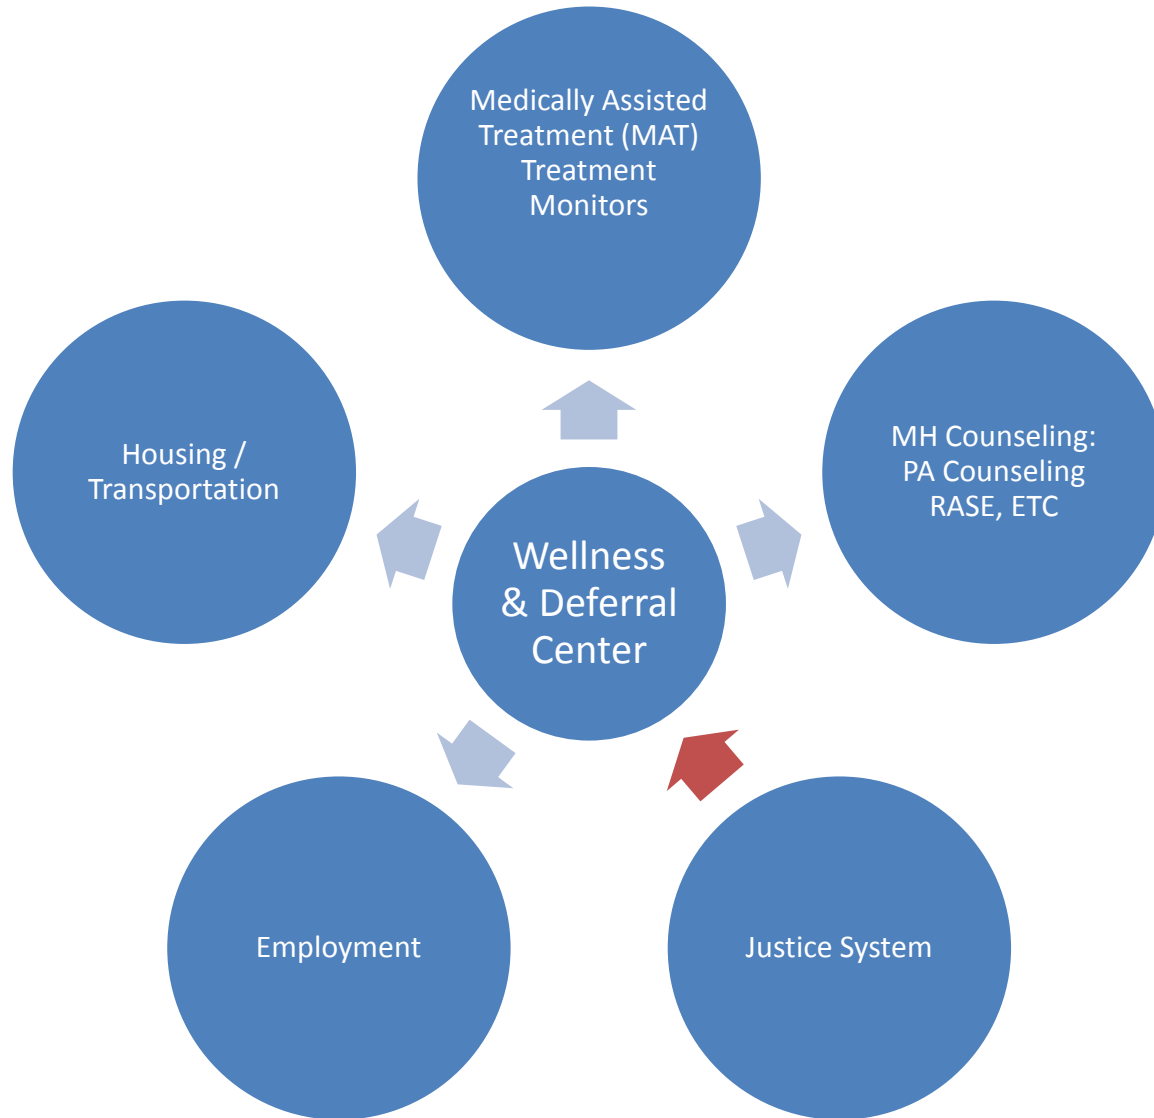 Medically Assisted
Treatment (MAT)
Treatment
Monitors
Housing /
Transportation
MH Counseling:
PA Counseling
RASE, ETC
Wellness
& Deferral
Center
Employment
Justice System